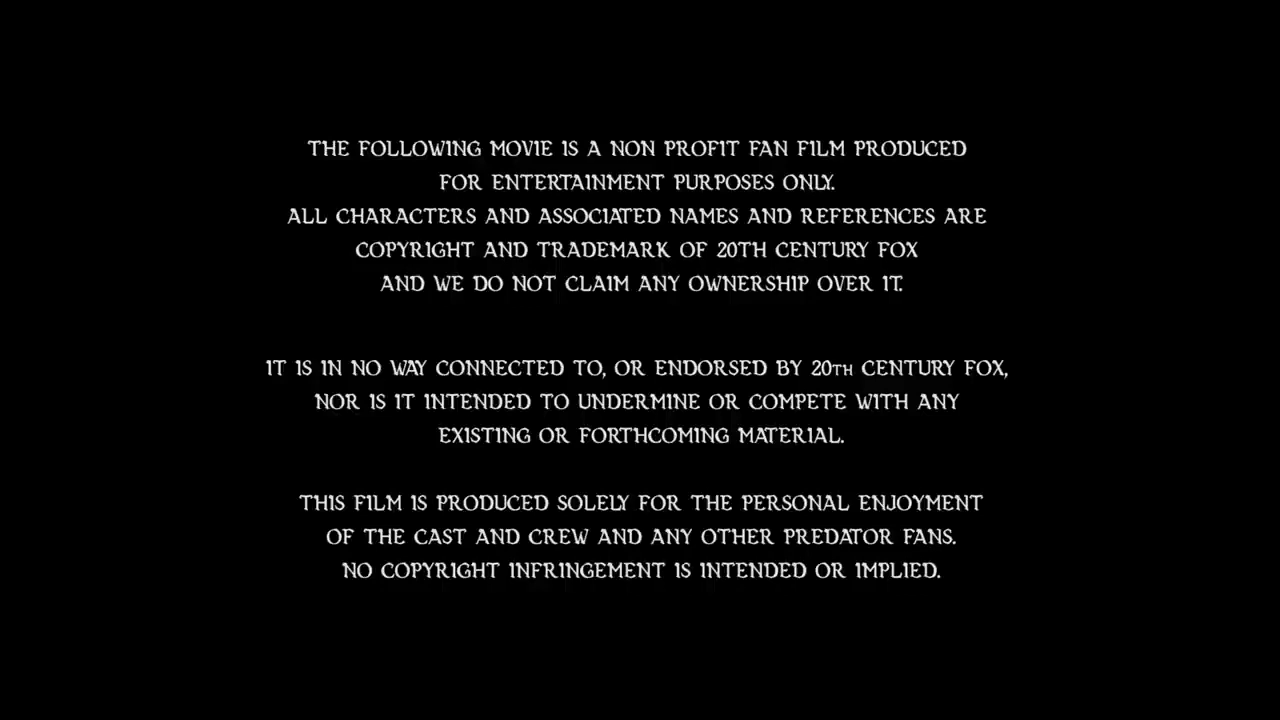 THE FOLLOWING MOVIE IS A NON PROFIT FAN FILM PRODUCED
FOR ENTERTAINMENT PURPOSES ONLY.
ALL CHARACTERS AND ASSOCIATED NAMES AND REFERENCES ARE
COPYRIGHT AND TRADEMARK OF 20TH CENTURY FOX
AND WE DO NOT CLAIM ANY OWNERSHIP OVER IT.
IT IS IN NO WAY CONNECTED TO, OR ENDORSED BY 20TH CENTURY FOX,
NOR IS IT INTENDED TO UNDERMINE OR COMPETE WITH ANY
EXISTING OR FORTHCOMING MATERIAL.
THIS FILM IS PRODUCED SOLELY FOR THE PERSONAL ENJOYMENT
OF THE CAST AND CREW AND ANY OTHER PREDATOR FANS.
NO COPYRIGHT INFRINGEMENT IS INTENDED OR IMPLIED.